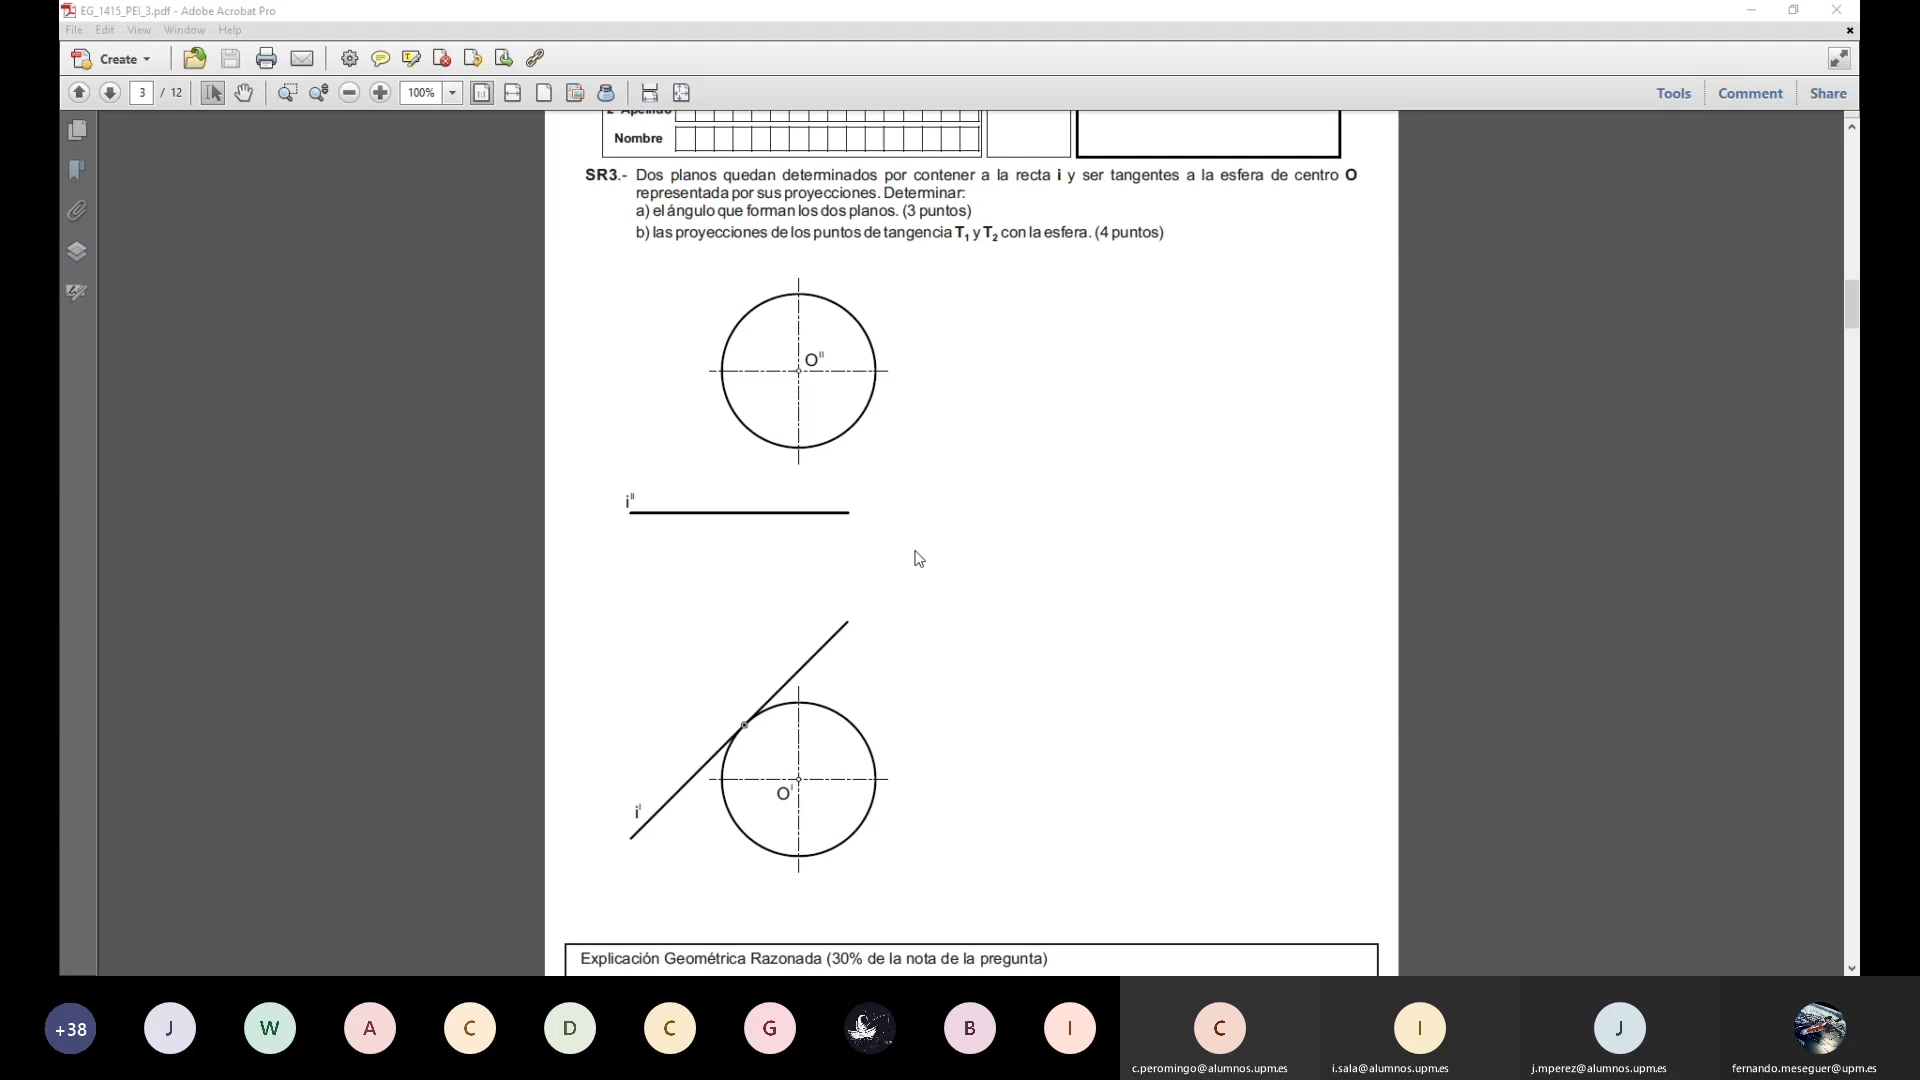 EG_1415_PEI_3.pdf - Adobe Acrobat Pro
File Edit View Window Help
Create
3 / 12 100% Tools Comment Share
2º Apellido
Nombre
SR3.- Dos planos quedan determinados por contener a la recta i y ser tangentes a la esfera de centro O
representada por sus proyecciones. Determinar:
a) el ángulo que forman los dos planos. (3 puntos)
b) las proyecciones de los puntos de tangencia T1 y T2 con la esfera. (4 puntos)
O''
i''
O'
i'
Explicación Geométrica Razonada (30% de la nota de la pregunta)
+38 J W A C D C G B I C I J
c.peromingo@alumnos.upm.es i.sala@alumnos.upm.es j.mperez@alumnos.upm.es fernando.meseguer@upm.es